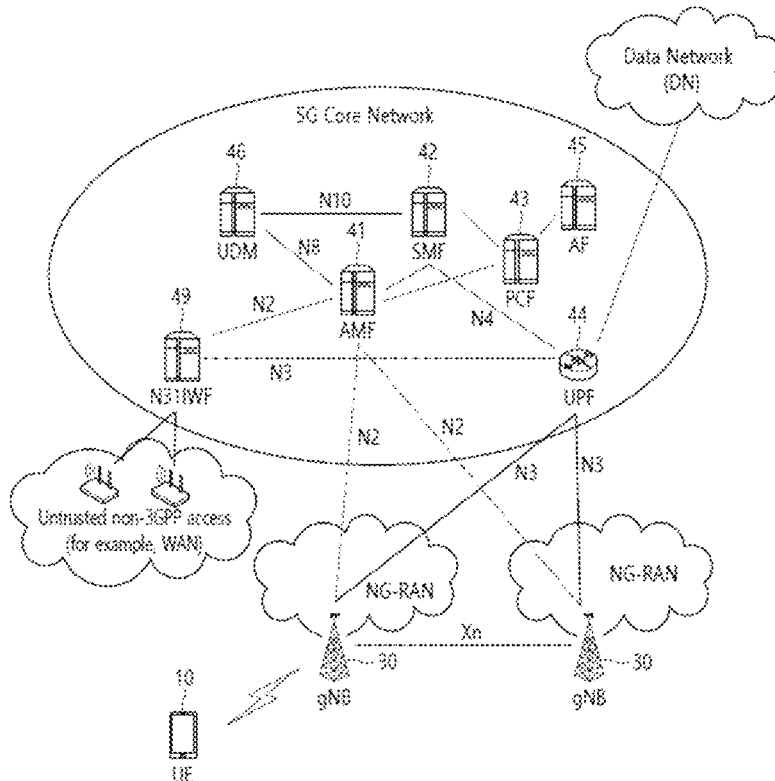 Data Network
(DN)
5G Core Network
46
42
45
43
41
N10
UDM
SMF
AF
N8
PCF
49
N2
AMF
N4
44
N3
N31IWF
UPF
N2
N2
N3
N3
Untrusted non-3GPP access
(for example, WAN)
NG-RAN
NG-RAN
Xn
30
30
gNB
gNB
10
UE